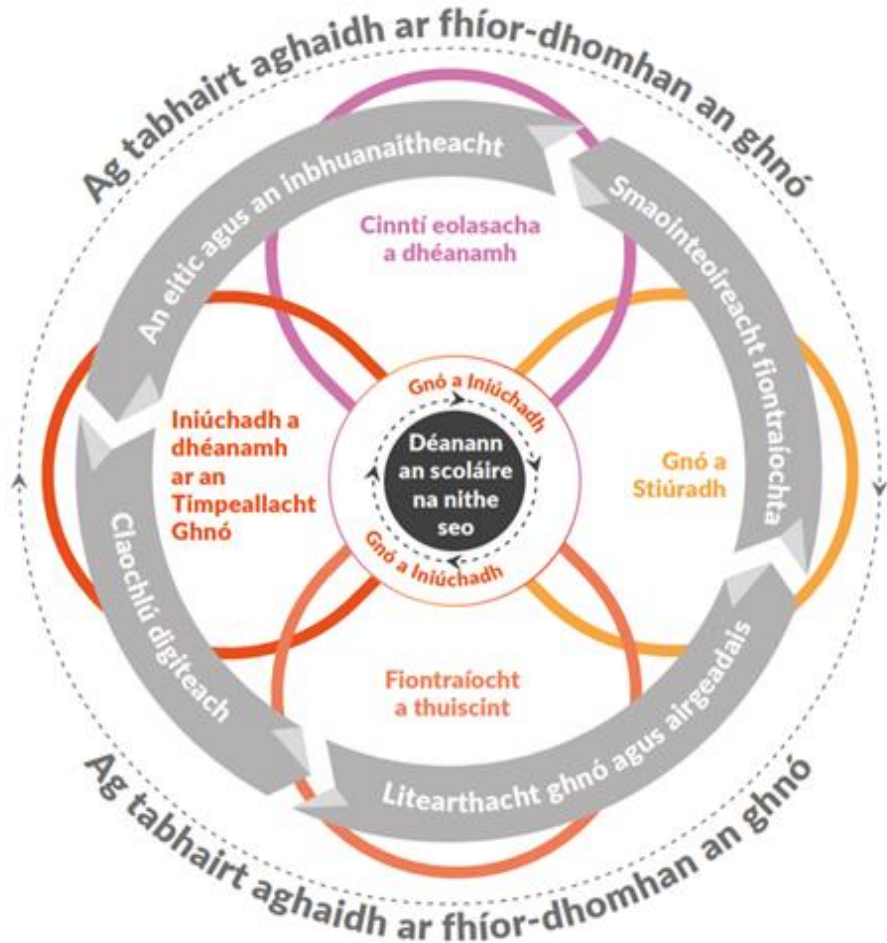 Ag tabhairt aghaidh ar fhíor-dhomhan an ghnó
An eitic agus an inbhuanaitheacht
Smaointeoireacht fiontraíochta
Cinntí eolasacha
a dhéanamh
Iniúchadh a
dhéanamh
ar an
Timpeallacht
Ghnó
Gnó a Iniúchadh
Déanann
an scoláire
na nithe
seo
Gnó a Iniúchadh
Gnó a
Stiúradh
Fiontraíocht
a thuiscint
Claochlú digiteach
Litearthacht ghnó agus airgeadais
Ag tabhairt aghaidh ar fhíor-dhomhan an ghnó